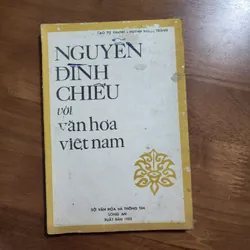 NGUYỄN
ĐÌNH
CHIỂU
với
văn hóa
việt nam
SỞ VĂN HÓA VÀ THÔNG TIN
LONG AN
XUẤT BẢN